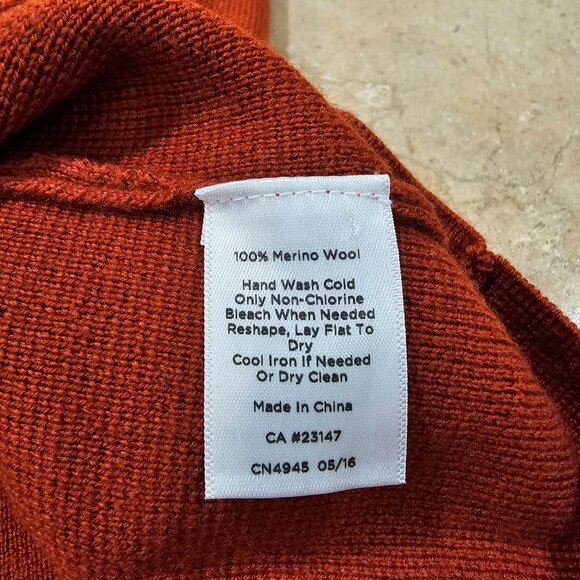 100% Merino Wool
Hand Wash Cold
Only Non-Chlorine
Bleach When Needed
Reshape, Lay Flat To
Dry
Cool Iron If Needed
Or Dry Clean
Made In China
CA #23147
CN4945 05/16